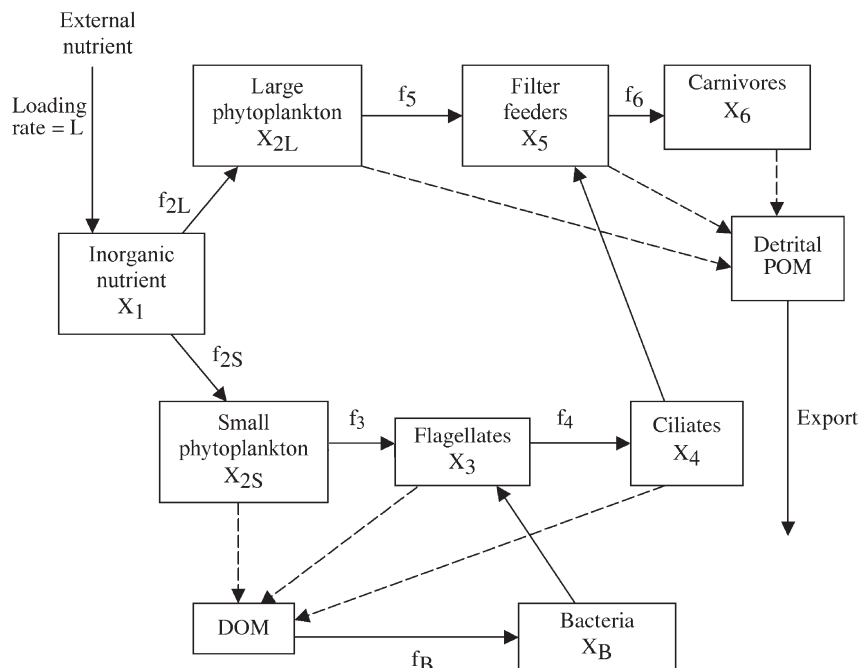 External
nutrient
Loading
rate = L
Large
phytoplankton
X2L
f5
Filter
feeders
X5
f6
Carnivores
X6
f2L
Inorganic
nutrient
X1
Detrital
POM
f2S
Small
phytoplankton
X2S
f3
Flagellates
X3
f4
Ciliates
X4
Export
DOM
fB
Bacteria
XB